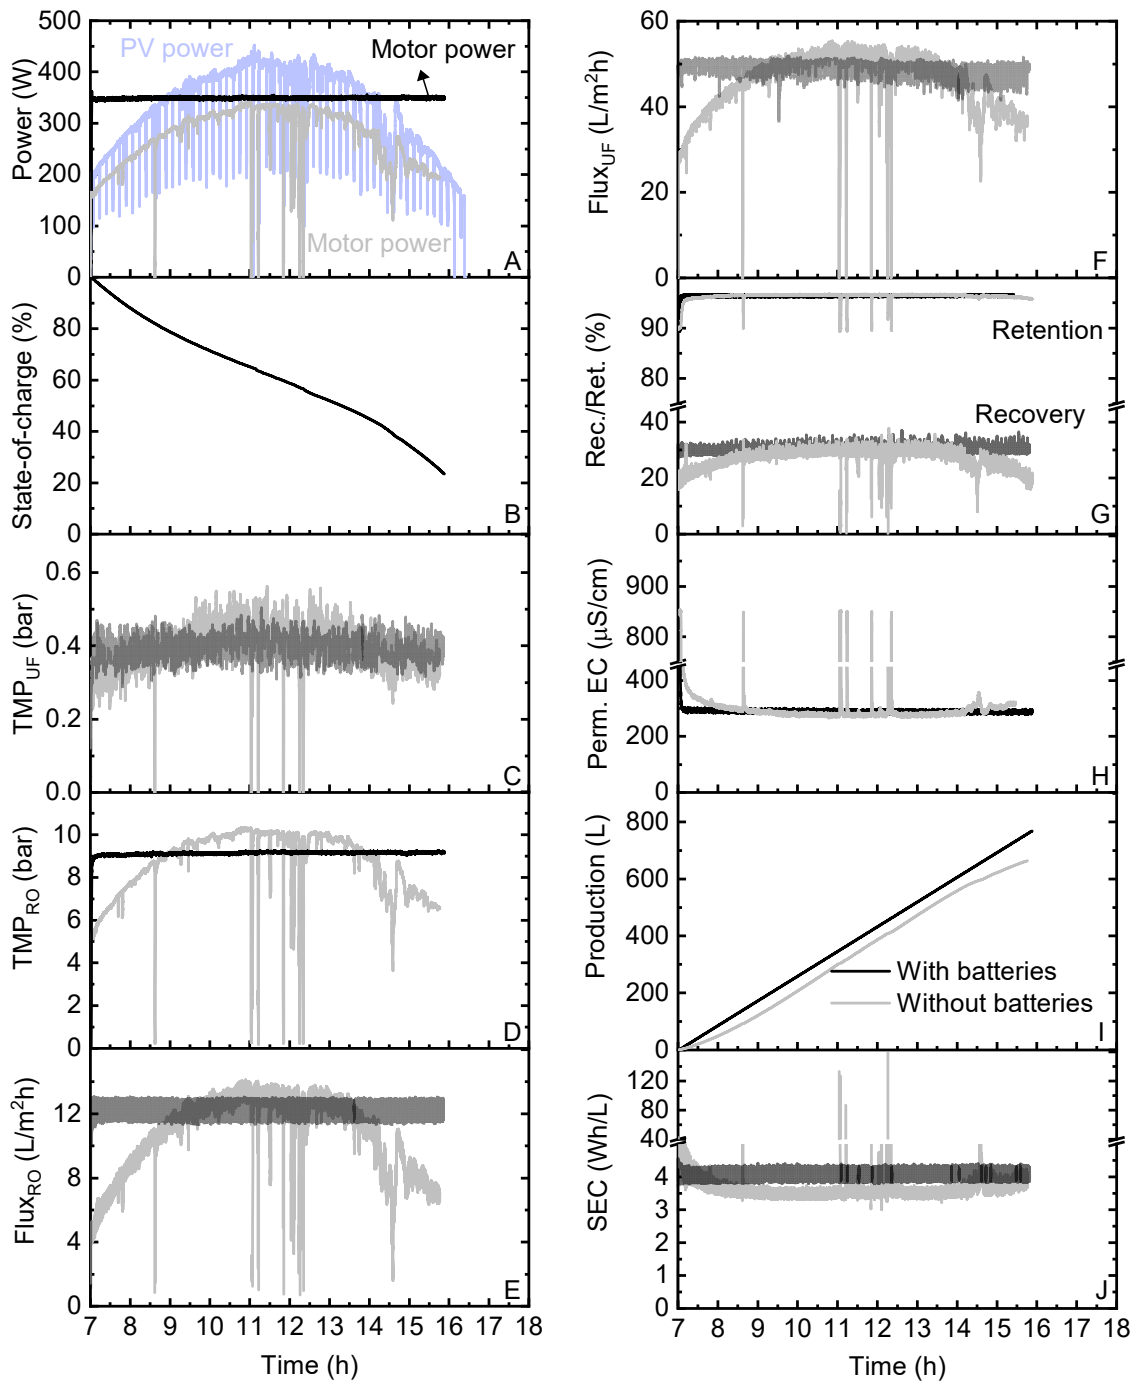 500
400
300
200
100
0
Power (W)
PV power
Motor power
Motor power
A
80
60
40
20
0
State-of-charge (%)
B
0.6
0.4
0.2
0.0
TMP_UF (bar)
C
10
8
6
4
2
0
TMP_RO (bar)
D
12
8
4
0
Flux_RO (L/m²h)
E
7 8 9 10 11 12 13 14 15 16 17 18
Time (h)
60
40
20
0
Flux_UF (L/m²h)
F
90
80
40
20
0
Rec./Ret. (%)
Retention
Recovery
G
900
800
400
200
0
Perm. EC (μS/cm)
H
800
600
400
200
0
Production (L)
With batteries
Without batteries
I
120
80
40
4
3
2
1
0
SEC (Wh/L)
J
7 8 9 10 11 12 13 14 15 16 17 18
Time (h)